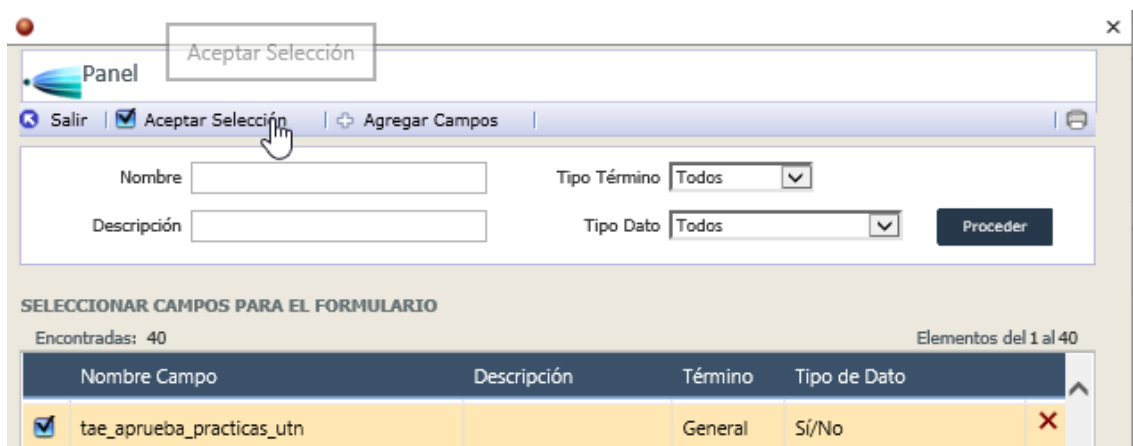 Aceptar Selección
Panel
Salir | Aceptar Selección | Agregar Campos |
Nombre Tipo Término Todos
Descripción Tipo Dato Todos Proceder
SELECCIONAR CAMPOS PARA EL FORMULARIO
Encontradas: 40 Elementos del 1 al 40
Nombre Campo Descripción Término Tipo de Dato
tae_aprueba_practicas_utn General Sí/No